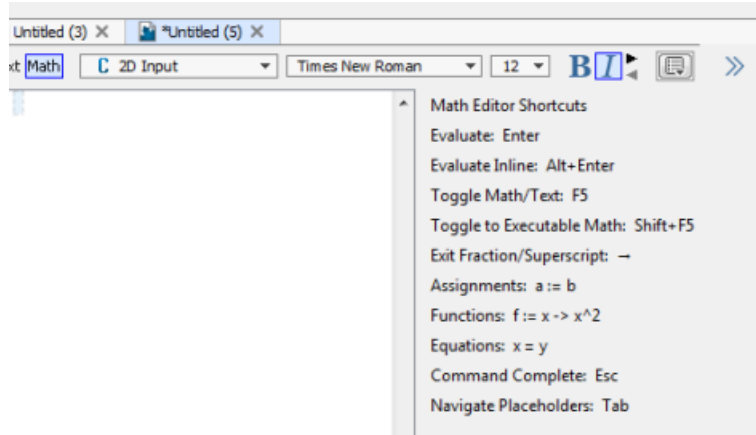 Untitled (3) *Untitled (5)
xt Math C 2D Input Times New Roman 12 B I
Math Editor Shortcuts
Evaluate: Enter
Evaluate Inline: Alt+Enter
Toggle Math/Text: F5
Toggle to Executable Math: Shift+F5
Exit Fraction/Superscript: →
Assignments: a := b
Functions: f := x -> x^2
Equations: x = y
Command Complete: Esc
Navigate Placeholders: Tab